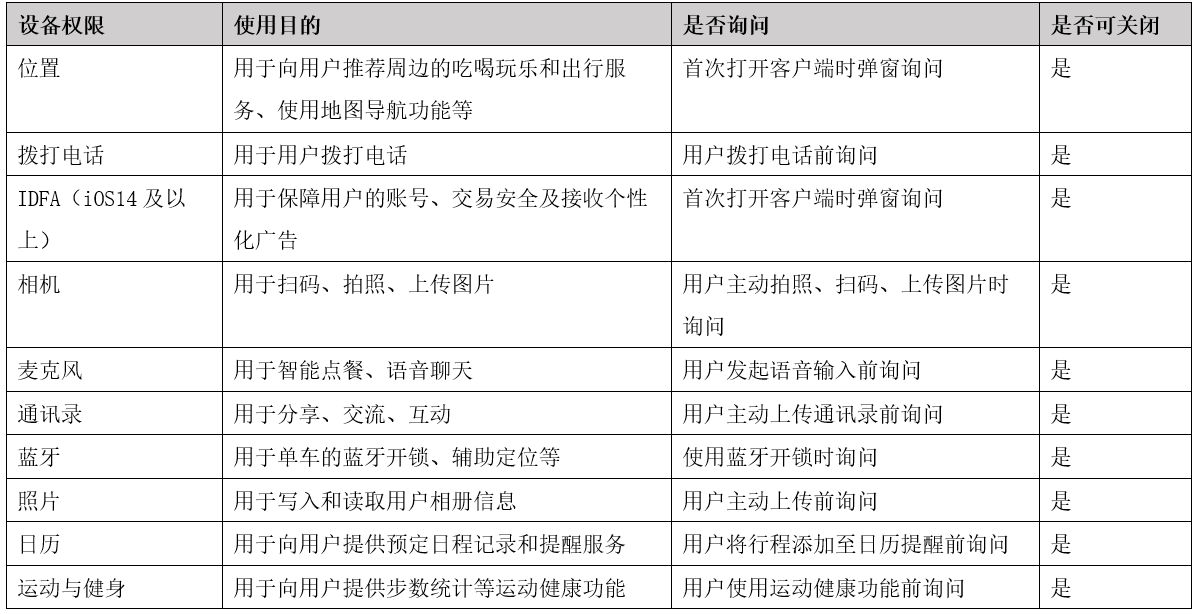 设备权限 使用目的 是否询问 是否可关闭
位置 用于向用户推荐周边的吃喝玩乐和出行服 首次打开客户端时弹窗询问 是
务、使用地图导航功能等
拨打电话 用于用户拨打电话 用户拨打电话前询问 是
IDFA（iOS14 及以 用于保障用户的账号、交易安全及接收个性 首次打开客户端时弹窗询问 是
上） 化广告
相机 用于扫码、拍照、上传图片 用户主动拍照、扫码、上传图片时 是
询问
麦克风 用于智能点餐、语音聊天 用户发起语音输入前询问 是
通讯录 用于分享、交流、互动 用户主动上传通讯录前询问 是
蓝牙 用于单车的蓝牙开锁、辅助定位等 使用蓝牙开锁时询问 是
照片 用于写入和读取用户相册信息 用户主动上传前询问 是
日历 用于向用户提供预定日程记录和提醒服务 用户将行程添加至日历提醒前询问 是
运动与健身 用于向用户提供步数统计等运动健康功能 用户使用运动健康功能前询问 是